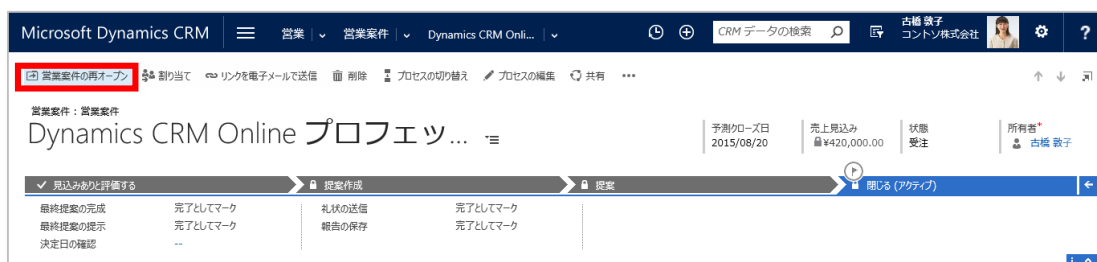 Microsoft Dynamics CRM 営業 営業案件 Dynamics CRM Onli... CRM データの検索 古橋 敦子 コントソ株式会社 ?
営業案件の再オープン 割り当て リンクを電子メールで送信 削除 プロセスの切り替え プロセスの編集 共有 •••
営業案件 : 営業案件
Dynamics CRM Online プロフェッ...
予測クローズ日 売上見込み 状態 所有者*
2015/08/20 ¥420,000.00 受注 古橋 敦子
見込みありと評価する 提案作成 提案 閉じる (アクティブ)
最終提案の完成 完了としてマーク 礼状の送信 完了としてマーク
最終提案の提示 完了としてマーク 報告の保存 完了としてマーク
決定日の確認 --